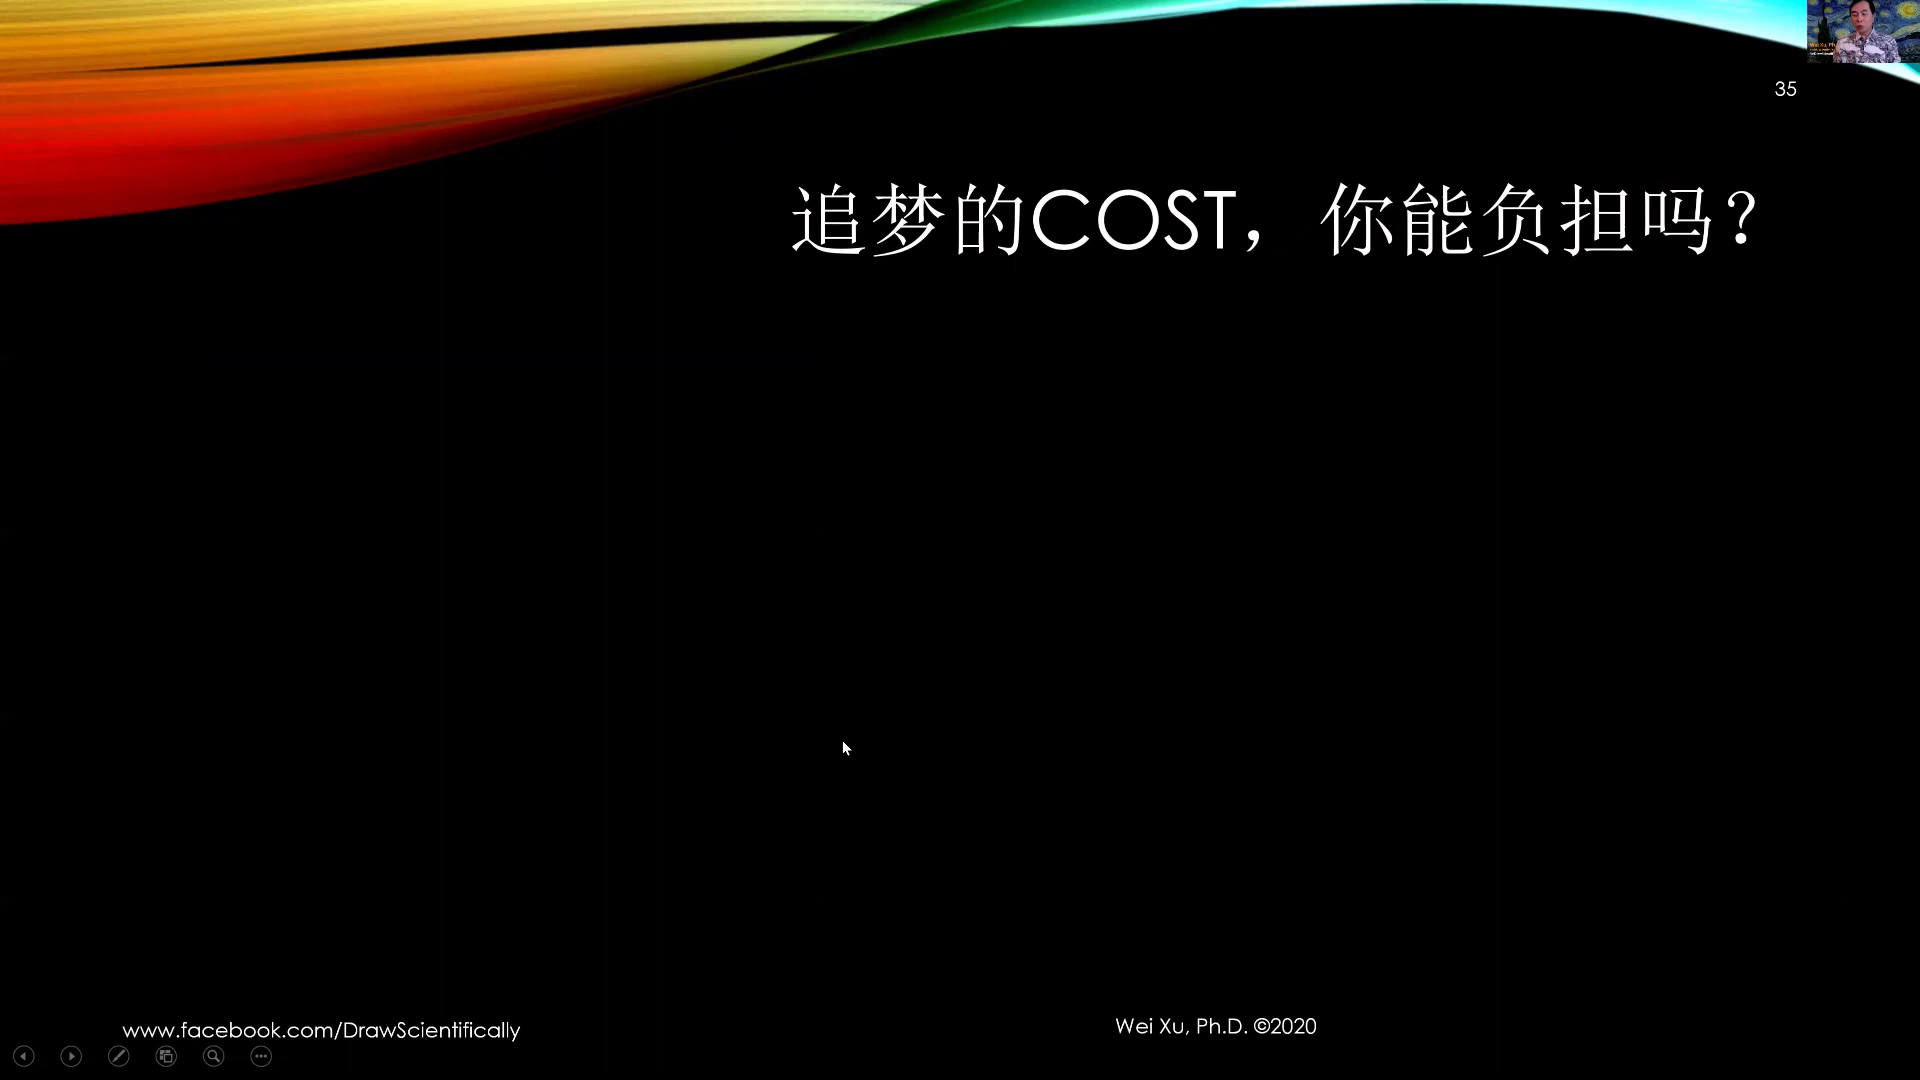 35
追梦的COST，你能负担吗？
www.facebook.com/DrawScientifically
Wei Xu, Ph.D. ©2020